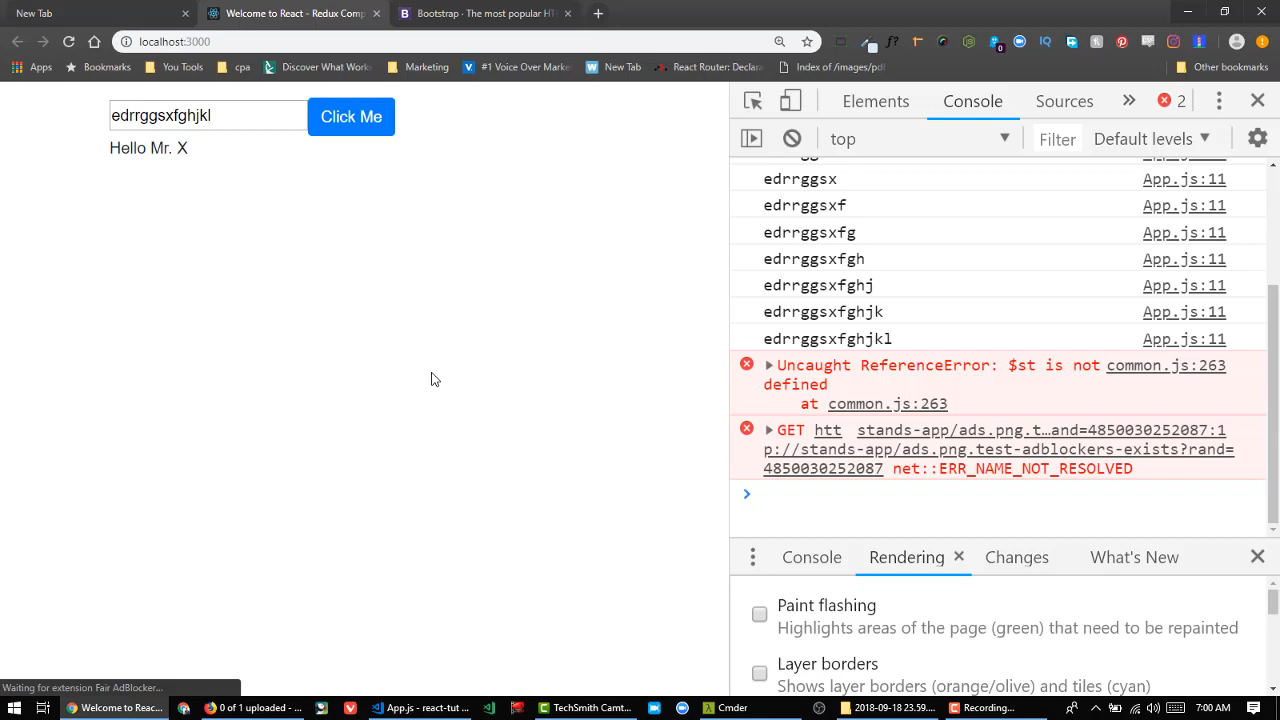 New Tab
Welcome to React - Redux Comp
Bootstrap · The most popular HT
localhost:3000
Apps
Bookmarks
You Tools
cpa
Discover What Works
Marketing
#1 Voice Over Marke
New Tab
React Router: Declara
Index of /images/pdf
Other bookmarks
edrrggsxfghjkl
Click Me
Hello Mr. X
Elements
Console
Sources
2
top
Filter
Default levels
edrrggsx App.js:11
edrrggsxf App.js:11
edrrggsxfg App.js:11
edrrggsxfgh App.js:11
edrrggsxfghj App.js:11
edrrggsxfghjk App.js:11
edrrggsxfghjkl App.js:11
Uncaught ReferenceError: $st is not common.js:263
defined
at common.js:263
GET htt stands-app/ads.png.t…and=4850030252087:1
p://stands-app/ads.png.test-adblockers-exists?rand=
4850030252087 net::ERR_NAME_NOT_RESOLVED
Console
Rendering
Changes
What's New
Paint flashing
Highlights areas of the page (green) that need to be repainted
Layer borders
Shows layer borders (orange/olive) and tiles (cyan)
Waiting for extension Fair AdBlocker...
Welcome to Reac...
0 of 1 uploaded - ...
App.js - react-tut ...
TechSmith Camt...
Cmder
2018-09-18 23.59....
Recording...
7:00 AM